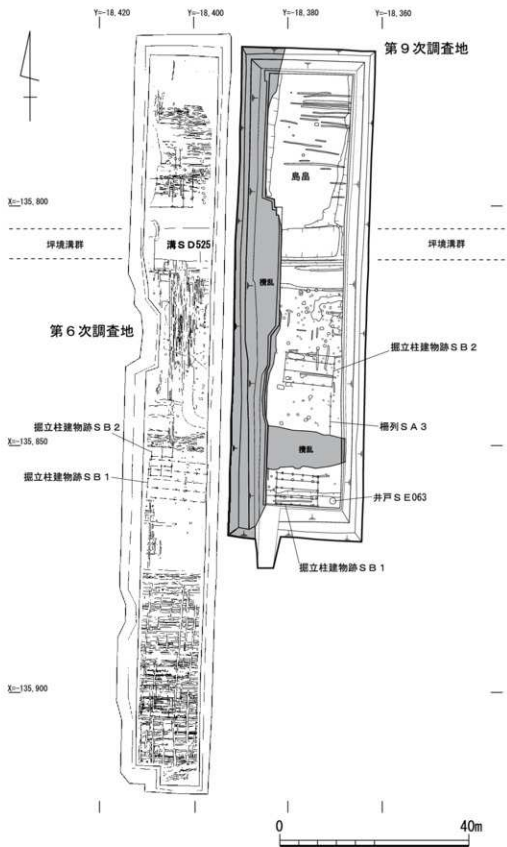 Y=-18,420
Y=-18,400
Y=-18,380
Y=-18,360
第9次調査地
島畠
X=-135,800
坪境溝群
溝SD525
坪境溝群
攪乱
第6次調査地
掘立柱建物跡SB2
掘立柱建物跡SB2
柵列SA3
X=-135,850
攪乱
掘立柱建物跡SB1
井戸SE063
掘立柱建物跡SB1
X=-135,900
0
40m